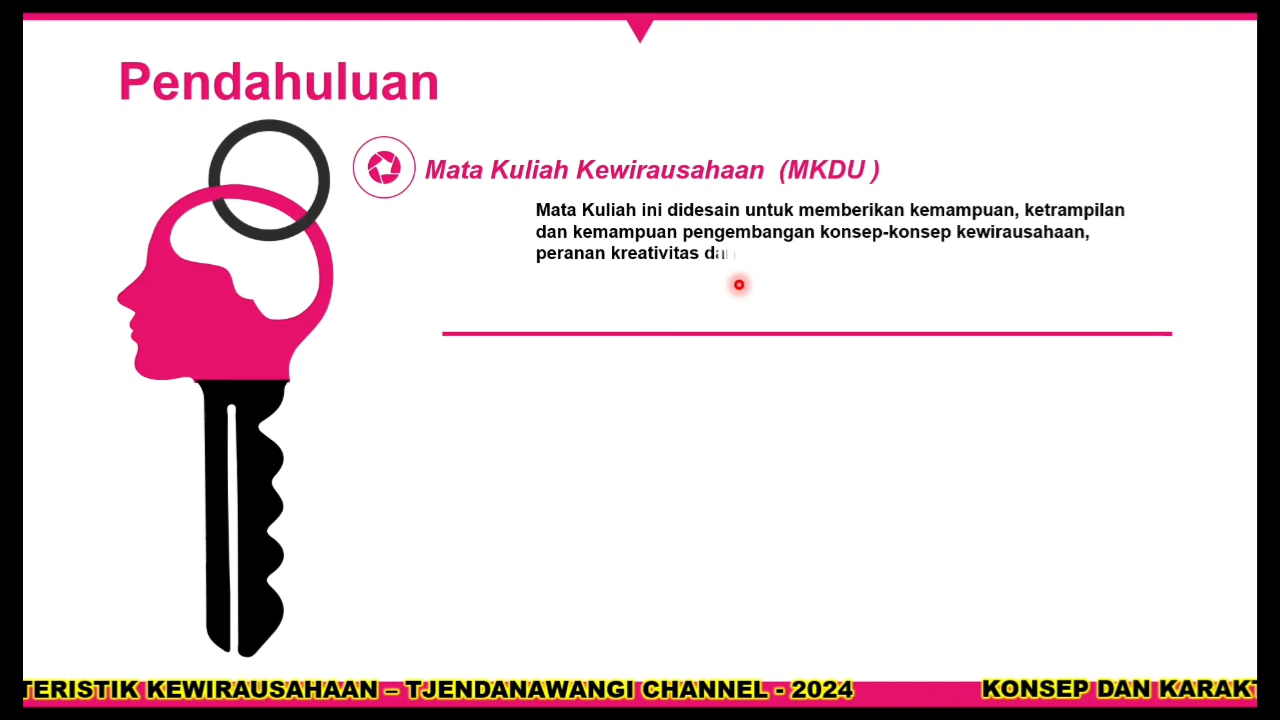 Pendahuluan
Mata Kuliah Kewirausahaan (MKDU )
Mata Kuliah ini didesain untuk memberikan kemampuan, ketrampilan
dan kemampuan pengembangan konsep-konsep kewirausahaan,
peranan kreativitas
TERISTIK KEWIRAUSAHAAN – TJENDANAWANGI CHANNEL - 2024
KONSEP DAN KARAKT